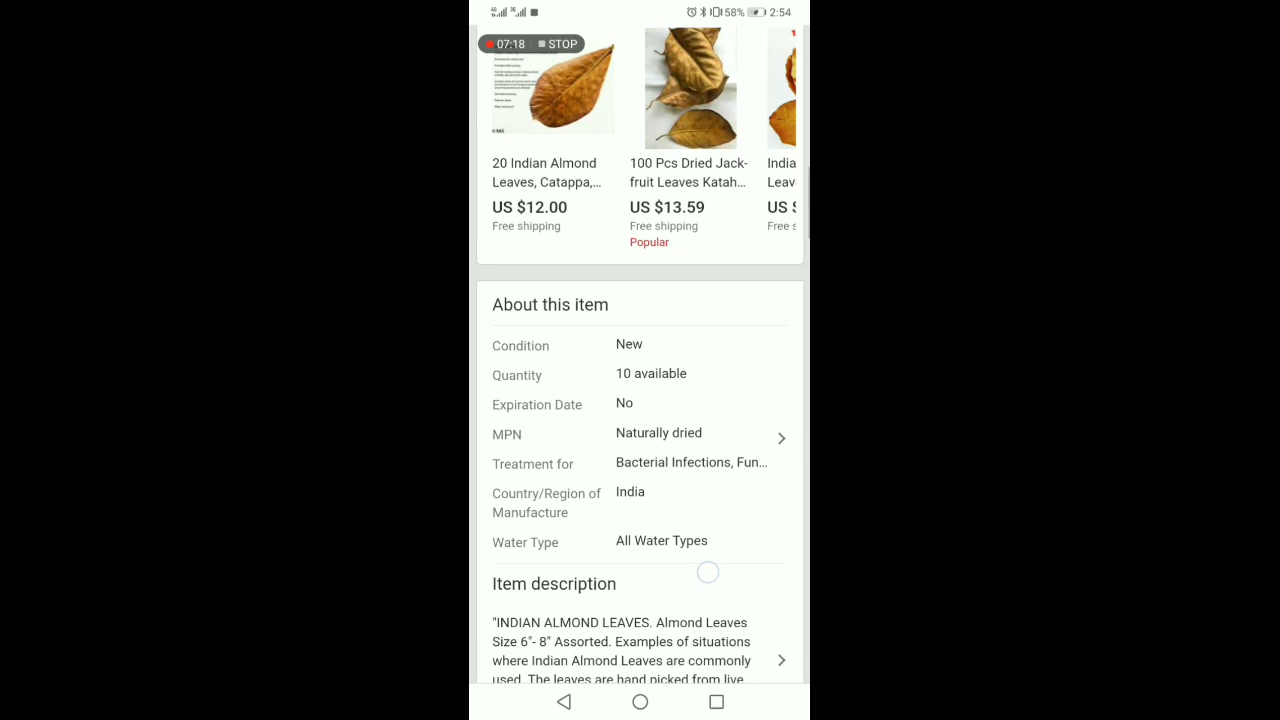 4G 3G 58% 2:54
07:18 STOP
20 Indian Almond
Leaves, Catappa,...
US $12.00
Free shipping
100 Pcs Dried Jack-
fruit Leaves Katah...
US $13.59
Free shipping
Popular
India
Leav
US $
Free s
About this item
Condition New
Quantity 10 available
Expiration Date No
MPN Naturally dried
Treatment for Bacterial Infections, Fun...
Country/Region of India
Manufacture
Water Type All Water Types
Item description
"INDIAN ALMOND LEAVES. Almond Leaves
Size 6"- 8" Assorted. Examples of situations
where Indian Almond Leaves are commonly
used. The leaves are hand picked from live